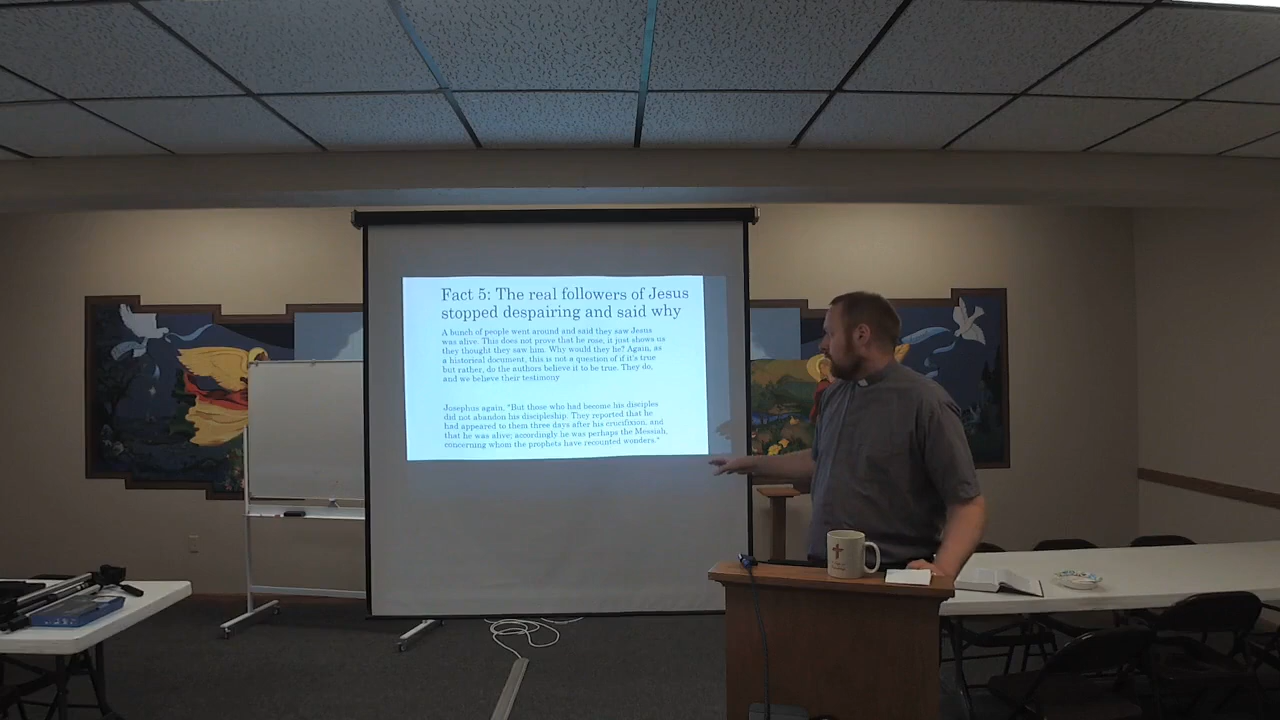 Fact 5: The real followers of Jesus
stopped despairing and said why
A bunch of people went around and said they saw Jesus
was alive. This does not prove that he rose, it just shows us
they thought they saw him. Why would they he? Again, as
a historical document, this is not a question of if it's true
but rather, do the authors believe it to be true. They do,
and we believe their testimony
Josephus again, "But those who had become his disciples
did not abandon his discipleship. They reported that he
had appeared to them three days after his crucifixion, and
that he was alive; accordingly he was perhaps the Messiah,
concerning whom the prophets have recounted wonders."